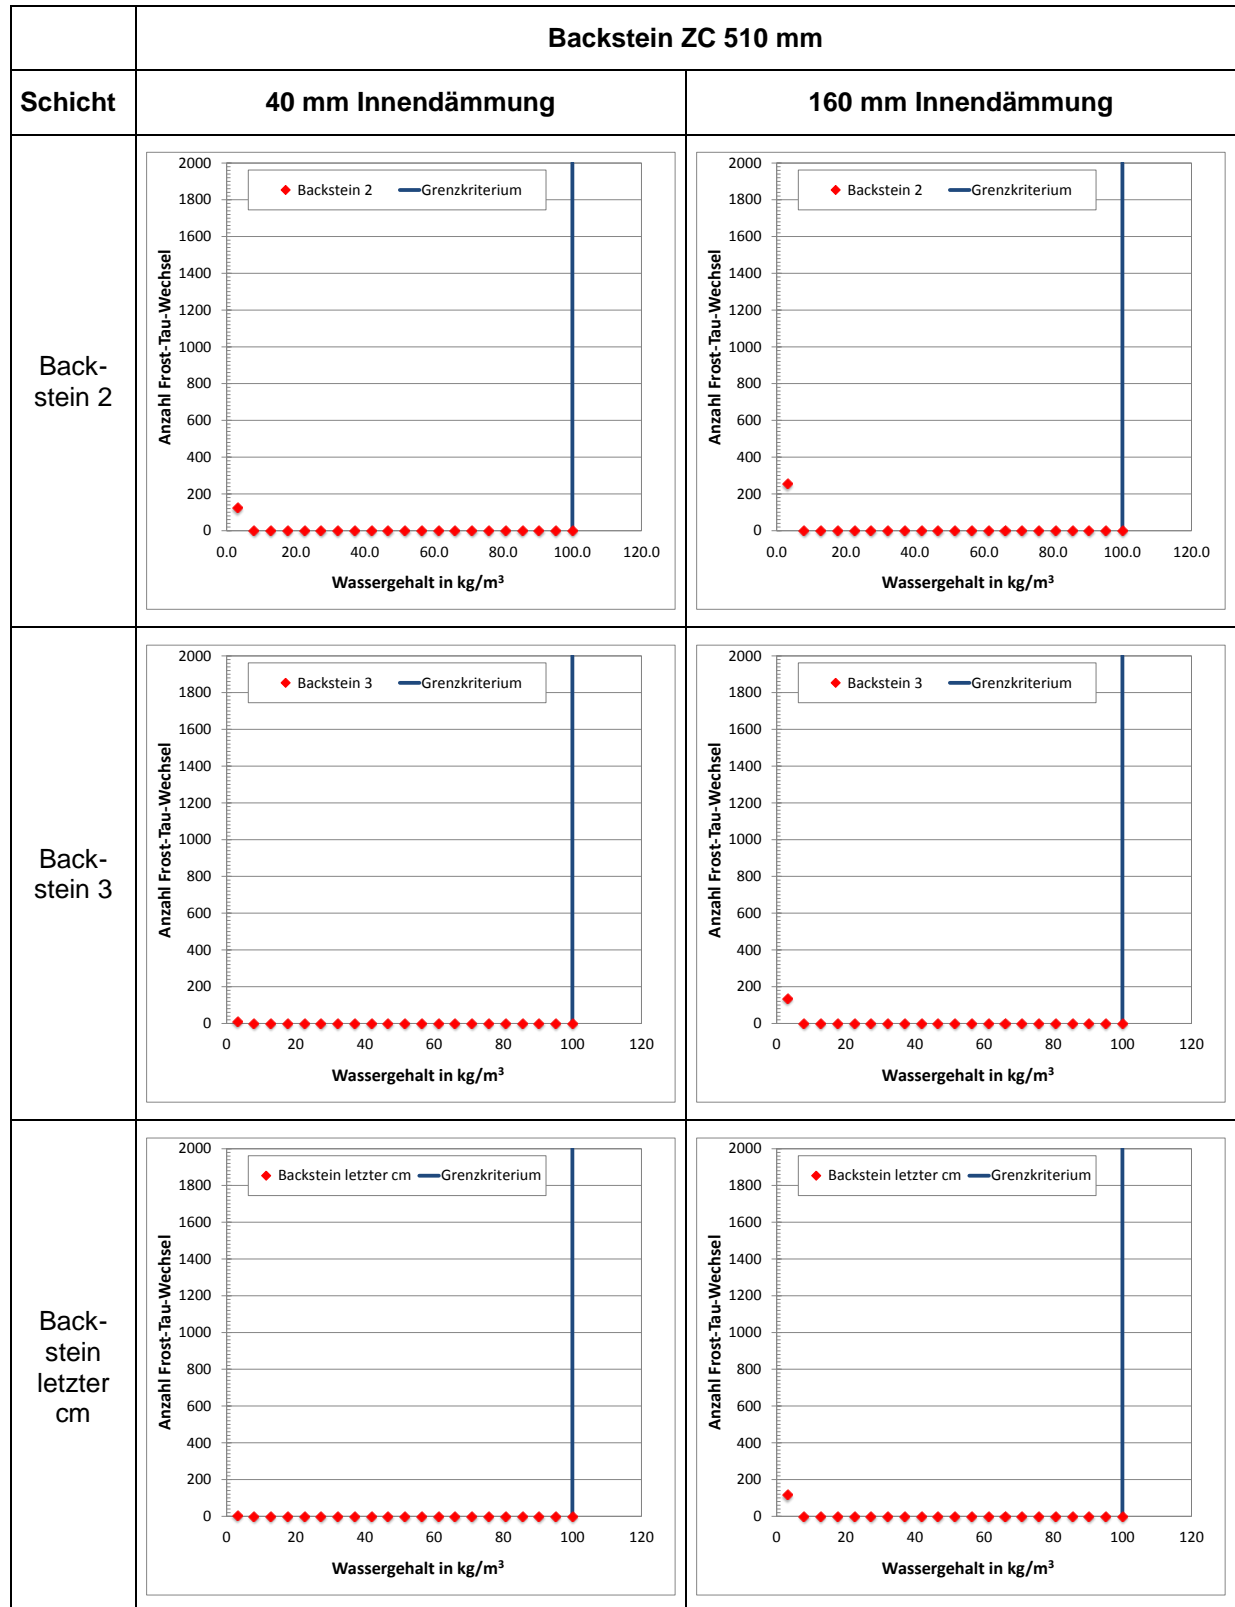 Backstein ZC 510 mm
Schicht
40 mm Innendämmung
160 mm Innendämmung
Back-
stein 2
Anzahl Frost-Tau-Wechsel
2000
1800
1600
1400
1200
1000
800
600
400
200
0
Backstein 2 Grenzkriterium
0.0 20.0 40.0 60.0 80.0 100.0 120.0
Wassergehalt in kg/m³
Anzahl Frost-Tau-Wechsel
2000
1800
1600
1400
1200
1000
800
600
400
200
0
Backstein 2 Grenzkriterium
0.0 20.0 40.0 60.0 80.0 100.0 120.0
Wassergehalt in kg/m³
Back-
stein 3
Anzahl Frost-Tau-Wechsel
2000
1800
1600
1400
1200
1000
800
600
400
200
0
Backstein 3 Grenzkriterium
0 20 40 60 80 100 120
Wassergehalt in kg/m³
Anzahl Frost-Tau-Wechsel
2000
1800
1600
1400
1200
1000
800
600
400
200
0
Backstein 3 Grenzkriterium
0 20 40 60 80 100 120
Wassergehalt in kg/m³
Back-
stein
letzter
cm
Anzahl Frost-Tau-Wechsel
2000
1800
1600
1400
1200
1000
800
600
400
200
0
Backstein letzter cm Grenzkriterium
0 20 40 60 80 100 120
Wassergehalt in kg/m³
Anzahl Frost-Tau-Wechsel
2000
1800
1600
1400
1200
1000
800
600
400
200
0
Backstein letzter cm Grenzkriterium
0 20 40 60 80 100 120
Wassergehalt in kg/m³